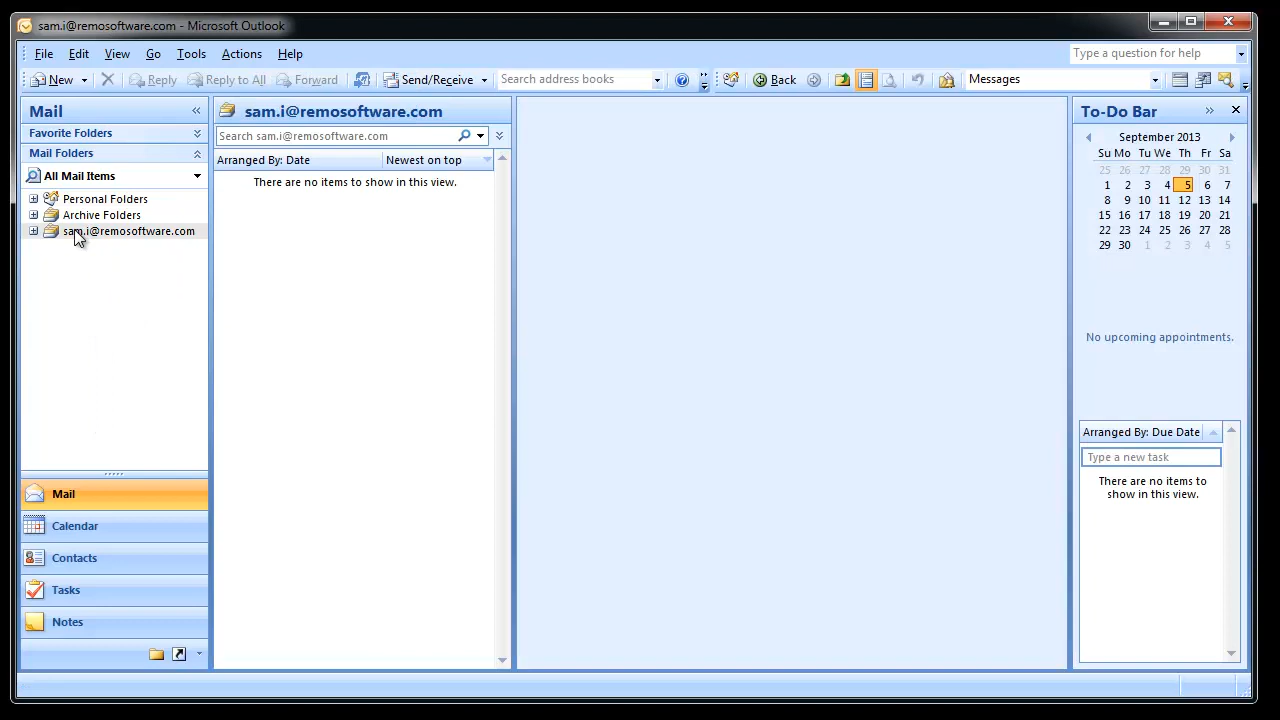 sam.i@remosoftware.com - Microsoft Outlook
File Edit View Go Tools Actions Help
Type a question for help
New Reply Reply to All Forward Send/Receive Search address books Back Messages
Mail
Favorite Folders
Mail Folders
All Mail Items
Personal Folders
Archive Folders
sam.i@remosoftware.com
Mail
Calendar
Contacts
Tasks
Notes
sam.i@remosoftware.com
Search sam.i@remosoftware.com
Arranged By: Date Newest on top
There are no items to show in this view.
To-Do Bar
September 2013
Su Mo Tu We Th Fr Sa
25 26 27 28 29 30 31
1 2 3 4 5 6 7
8 9 10 11 12 13 14
15 16 17 18 19 20 21
22 23 24 25 26 27 28
29 30 1 2 3 4 5
No upcoming appointments.
Arranged By: Due Date
Type a new task
There are no items to
show in this view.